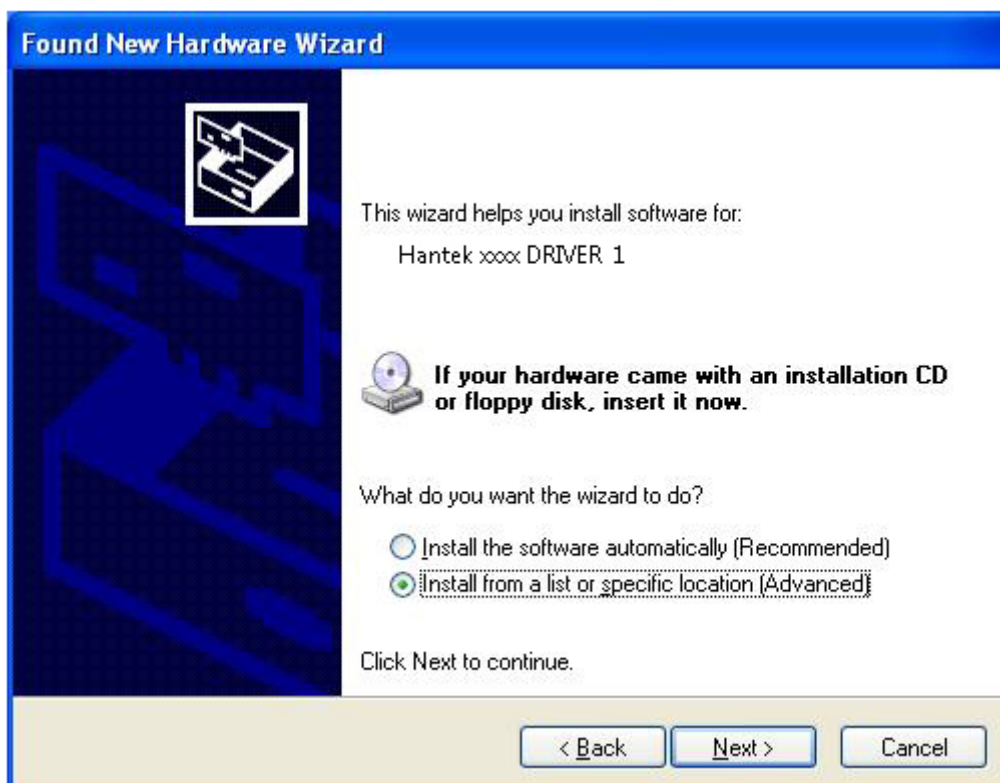 Found New Hardware Wizard
This wizard helps you install software for:
Hantek xxxx DRIVER 1
If your hardware came with an installation CD
or floppy disk, insert it now.
What do you want the wizard to do?
Install the software automatically (Recommended)
Install from a list or specific location (Advanced)
Click Next to continue.
< Back Next > Cancel